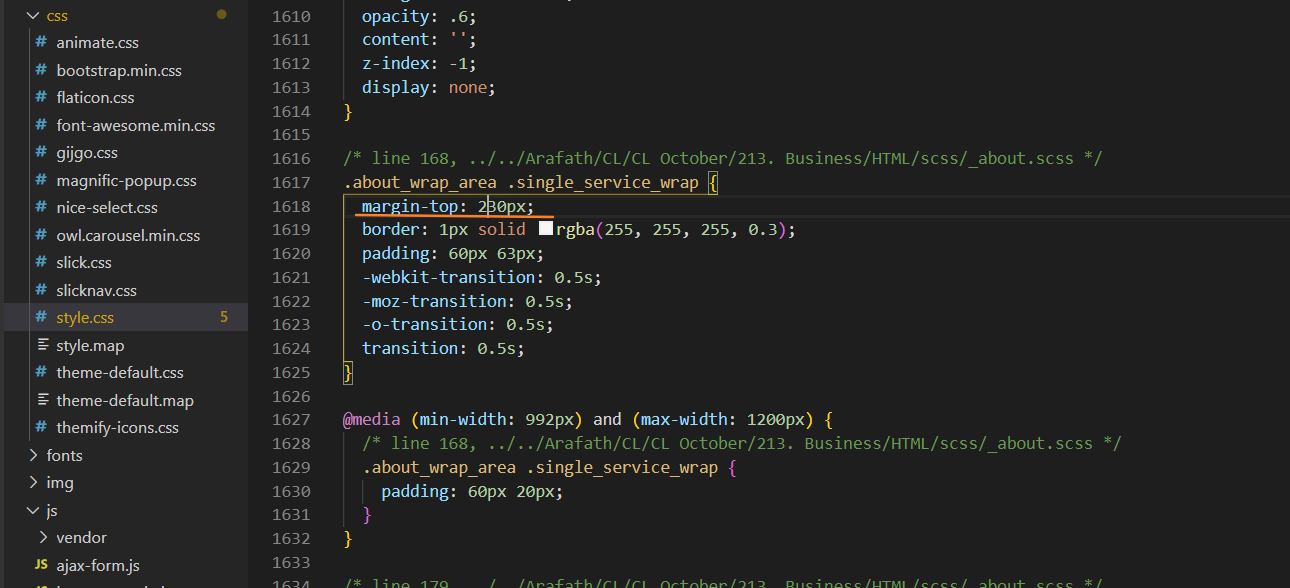 css
animate.css
bootstrap.min.css
flaticon.css
font-awesome.min.css
gijgo.css
magnific-popup.css
nice-select.css
owl.carousel.min.css
slick.css
slicknav.css
style.css 5
style.map
theme-default.css
theme-default.map
themify-icons.css
fonts
img
js
vendor
JS ajax-form.js
1610 opacity: .6;
1611 content: '';
1612 z-index: -1;
1613 display: none;
1614 }
1615
1616 /* line 168, ../../Arafath/CL/CL October/213. Business/HTML/scss/_about.scss */
1617 .about_wrap_area .single_service_wrap {
1618 margin-top: 230px;
1619 border: 1px solid rgba(255, 255, 255, 0.3);
1620 padding: 60px 63px;
1621 -webkit-transition: 0.5s;
1622 -moz-transition: 0.5s;
1623 -o-transition: 0.5s;
1624 transition: 0.5s;
1625 }
1626
1627 @media (min-width: 992px) and (max-width: 1200px) {
1628 /* line 168, ../../Arafath/CL/CL October/213. Business/HTML/scss/_about.scss */
1629 .about_wrap_area .single_service_wrap {
1630 padding: 60px 20px;
1631 }
1632 }
1633
1634 /* line 179, ../../Arafath/CL/CL October/213. Business/HTML/scss/_about.scss */